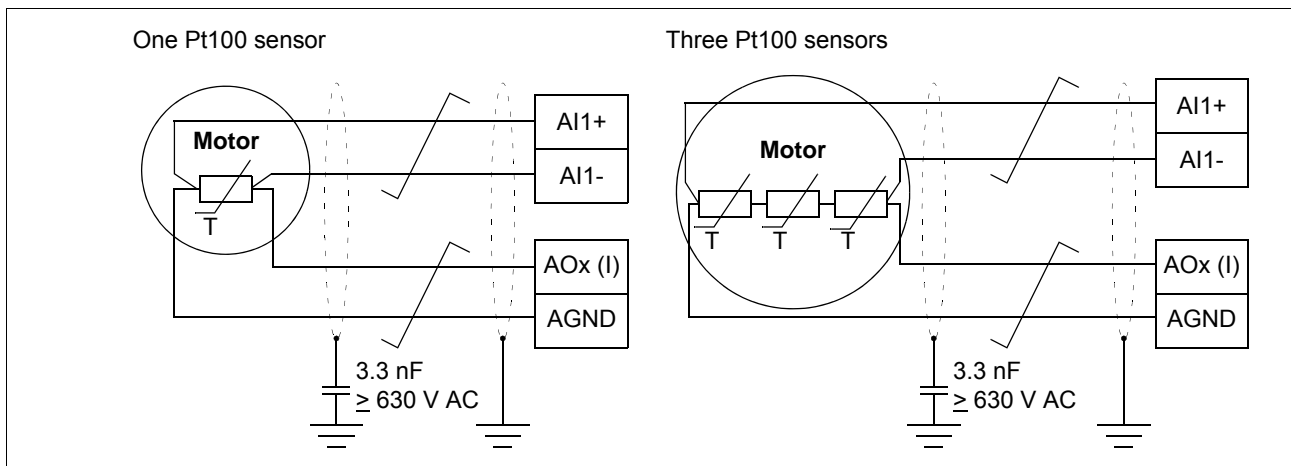 One Pt100 sensor
Motor
T
AI1+
AI1-
AOx (I)
AGND
3.3 nF
≥ 630 V AC
Three Pt100 sensors
Motor
T T T
AI1+
AI1-
AOx (I)
AGND
3.3 nF
≥ 630 V AC